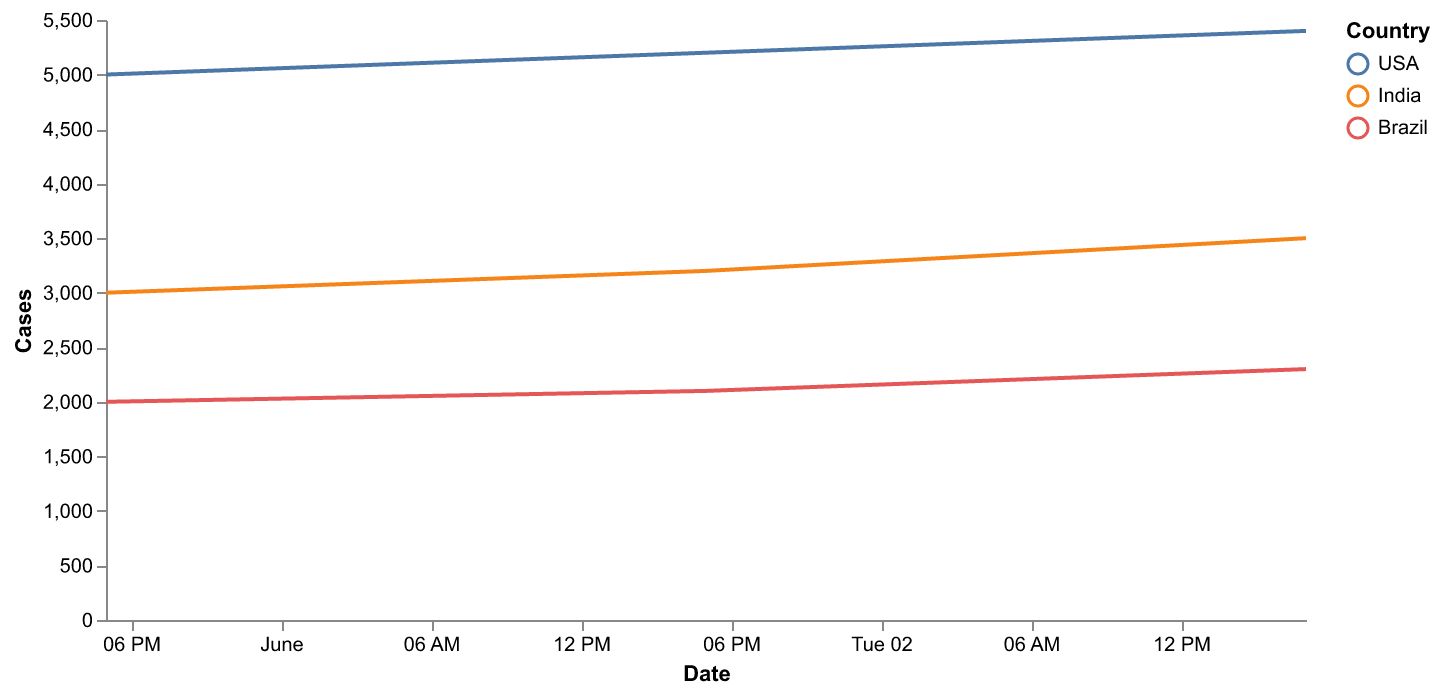 5,500
5,000
4,500
4,000
3,500
3,000
2,500
2,000
1,500
1,000
500
0
Cases
06 PM June 06 AM 12 PM 06 PM Tue 02 06 AM 12 PM
Date
Country
USA
India
Brazil